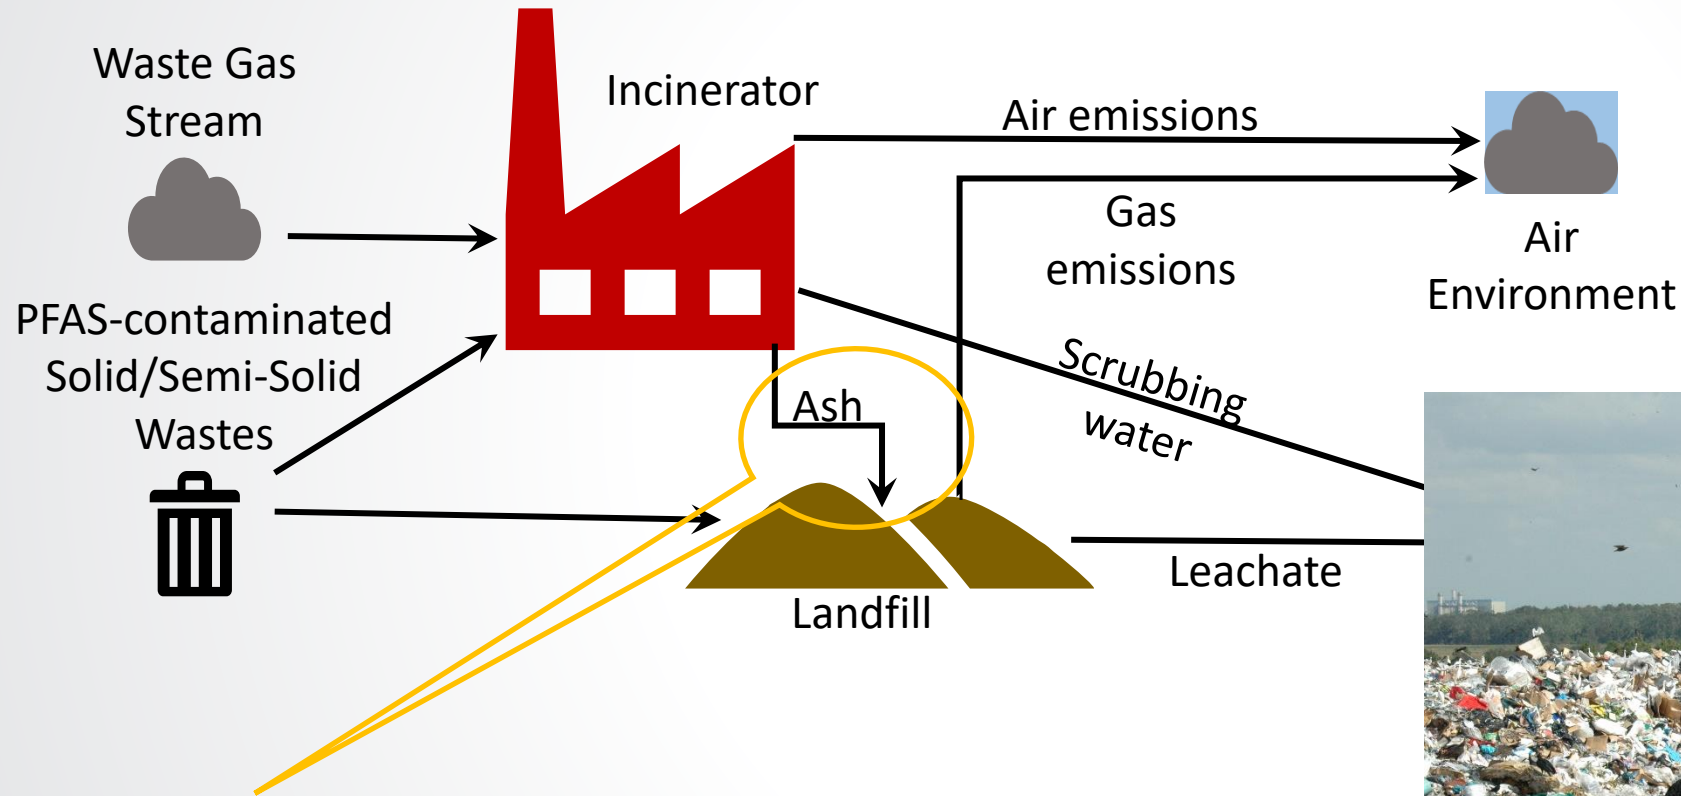 Waste Gas
Stream
Incinerator
Air emissions
Gas
emissions
Air
Environment
PFAS-contaminated
Solid/Semi-Solid
Wastes
Scrubbing
water
Ash
Leachate
Landfill